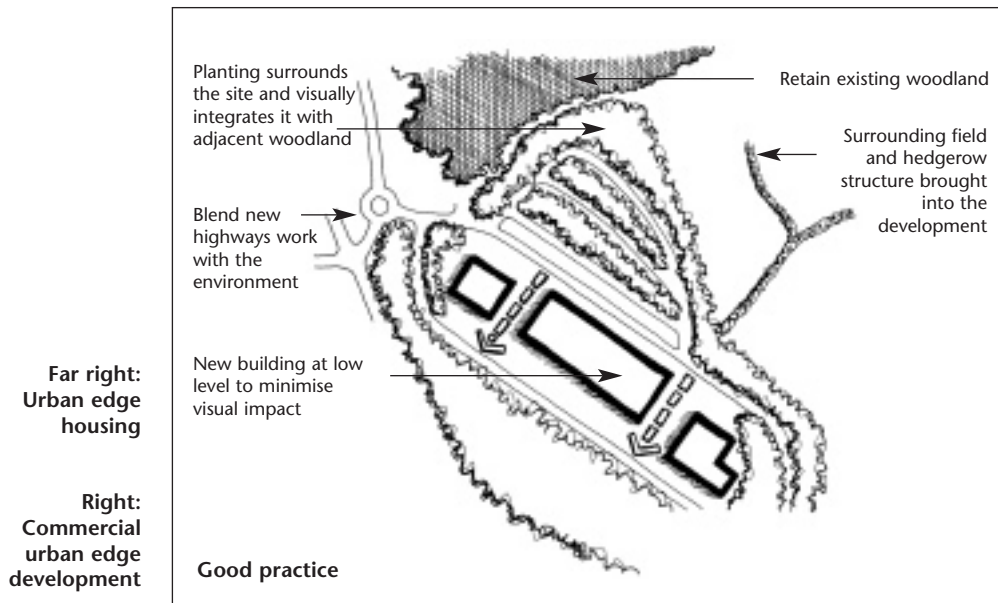 Planting surrounds
the site and visually
integrates it with
adjacent woodland
Retain existing woodland
Surrounding field
and hedgerow
structure brought
into the
development
Blend new
highways work
with the
environment
New building at low
level to minimise
visual impact
Far right:
Urban edge
housing
Right:
Commercial
urban edge
development
Good practice